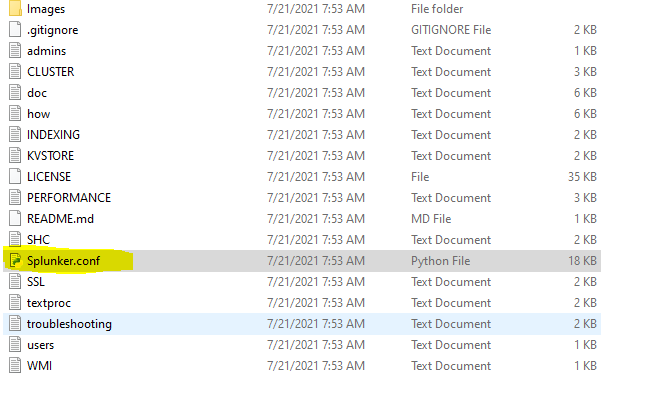 Images 7/21/2021 7:53 AM File folder
.gitignore 7/21/2021 7:53 AM GITIGNORE File 2 KB
admins 7/21/2021 7:53 AM Text Document 1 KB
CLUSTER 7/21/2021 7:53 AM Text Document 3 KB
doc 7/21/2021 7:53 AM Text Document 6 KB
how 7/21/2021 7:53 AM Text Document 6 KB
INDEXING 7/21/2021 7:53 AM Text Document 2 KB
KVSTORE 7/21/2021 7:53 AM Text Document 2 KB
LICENSE 7/21/2021 7:53 AM File 35 KB
PERFORMANCE 7/21/2021 7:53 AM Text Document 3 KB
README.md 7/21/2021 7:53 AM MD File 1 KB
SHC 7/21/2021 7:53 AM Text Document 2 KB
Splunker.conf 7/21/2021 7:53 AM Python File 18 KB
SSL 7/21/2021 7:53 AM Text Document 2 KB
textproc 7/21/2021 7:53 AM Text Document 2 KB
troubleshooting 7/21/2021 7:53 AM Text Document 2 KB
users 7/21/2021 7:53 AM Text Document 1 KB
WMI 7/21/2021 7:53 AM Text Document 1 KB